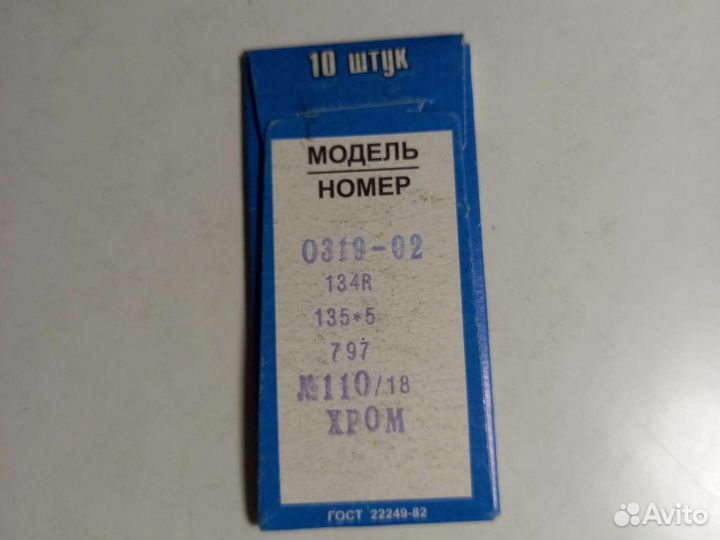 10 штук
МОДЕЛЬ
НОМЕР
0319-02
134R
135*5
797
№110/18
ХРОМ
ГОСТ 22249-82
Avito